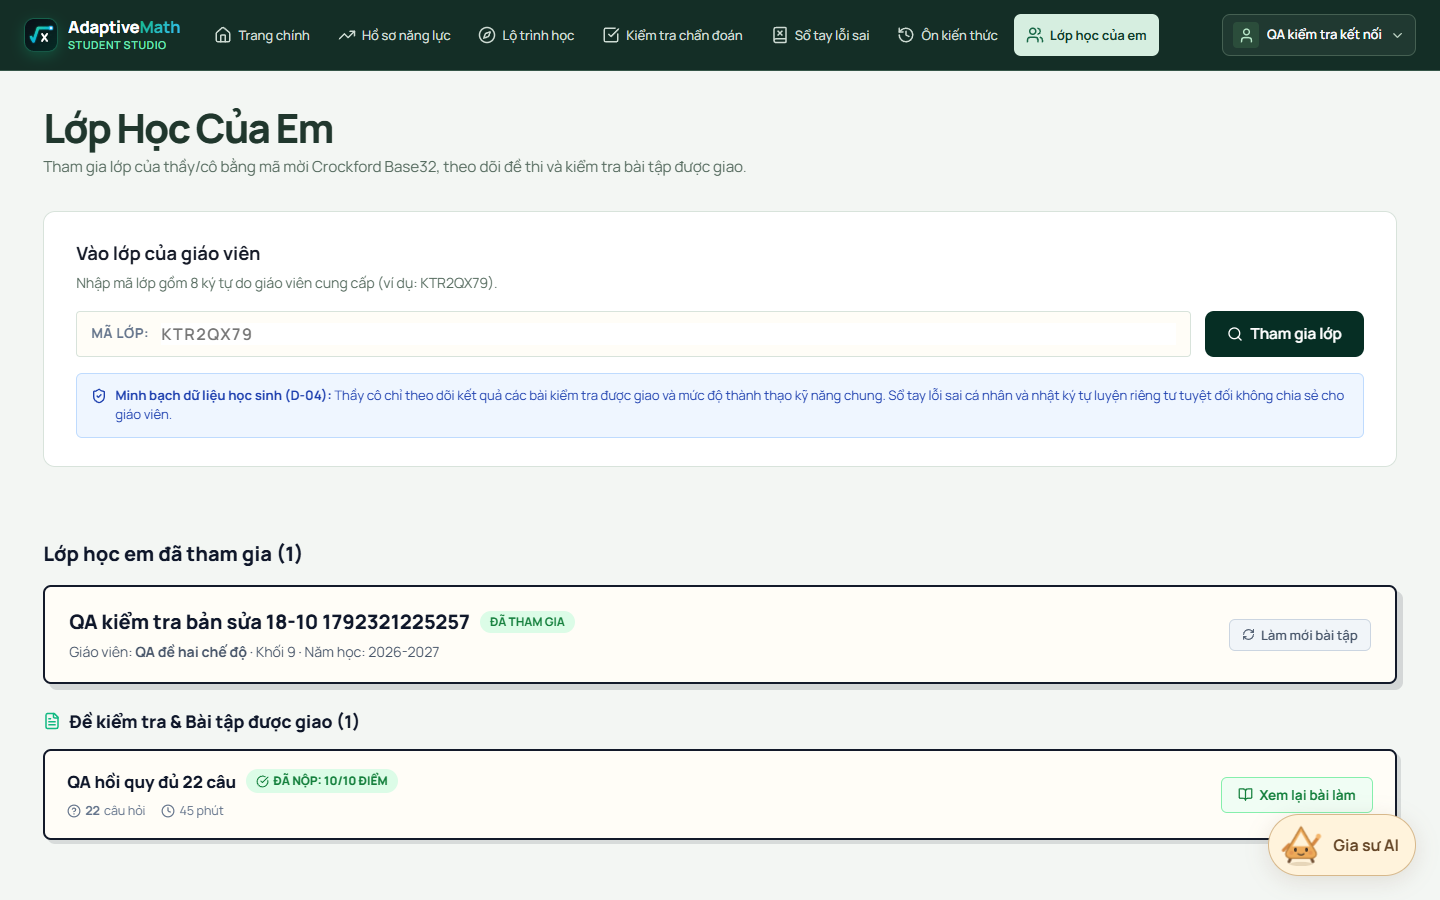 AdaptiveMath
STUDENT STUDIO
Trang chính
Hồ sơ năng lực
Lộ trình học
Kiểm tra chẩn đoán
Sổ tay lỗi sai
Ôn kiến thức
Lớp học của em
QA kiểm tra kết nối
Lớp Học Của Em
Tham gia lớp của thầy/cô bằng mã mời Crockford Base32, theo dõi đề thi và kiểm tra bài tập được giao.
Vào lớp của giáo viên
Nhập mã lớp gồm 8 ký tự do giáo viên cung cấp (ví dụ: KTR2QX79).
MÃ LỚP: KTR2QX79
Tham gia lớp
Minh bạch dữ liệu học sinh (D-04): Thầy cô chỉ theo dõi kết quả các bài kiểm tra được giao và mức độ thành thạo kỹ năng chung. Sổ tay lỗi sai cá nhân và nhật ký tự luyện riêng tư tuyệt đối không chia sẻ cho
giáo viên.
Lớp học em đã tham gia (1)
QA kiểm tra bản sửa 18-10 1792321225257
ĐÃ THAM GIA
Giáo viên: QA đề hai chế độ · Khối 9 · Năm học: 2026-2027
Làm mới bài tập
Đề kiểm tra & Bài tập được giao (1)
QA hồi quy đủ 22 câu
ĐÃ NỘP: 10/10 ĐIỂM
22 câu hỏi
45 phút
Xem lại bài làm
Gia sư AI